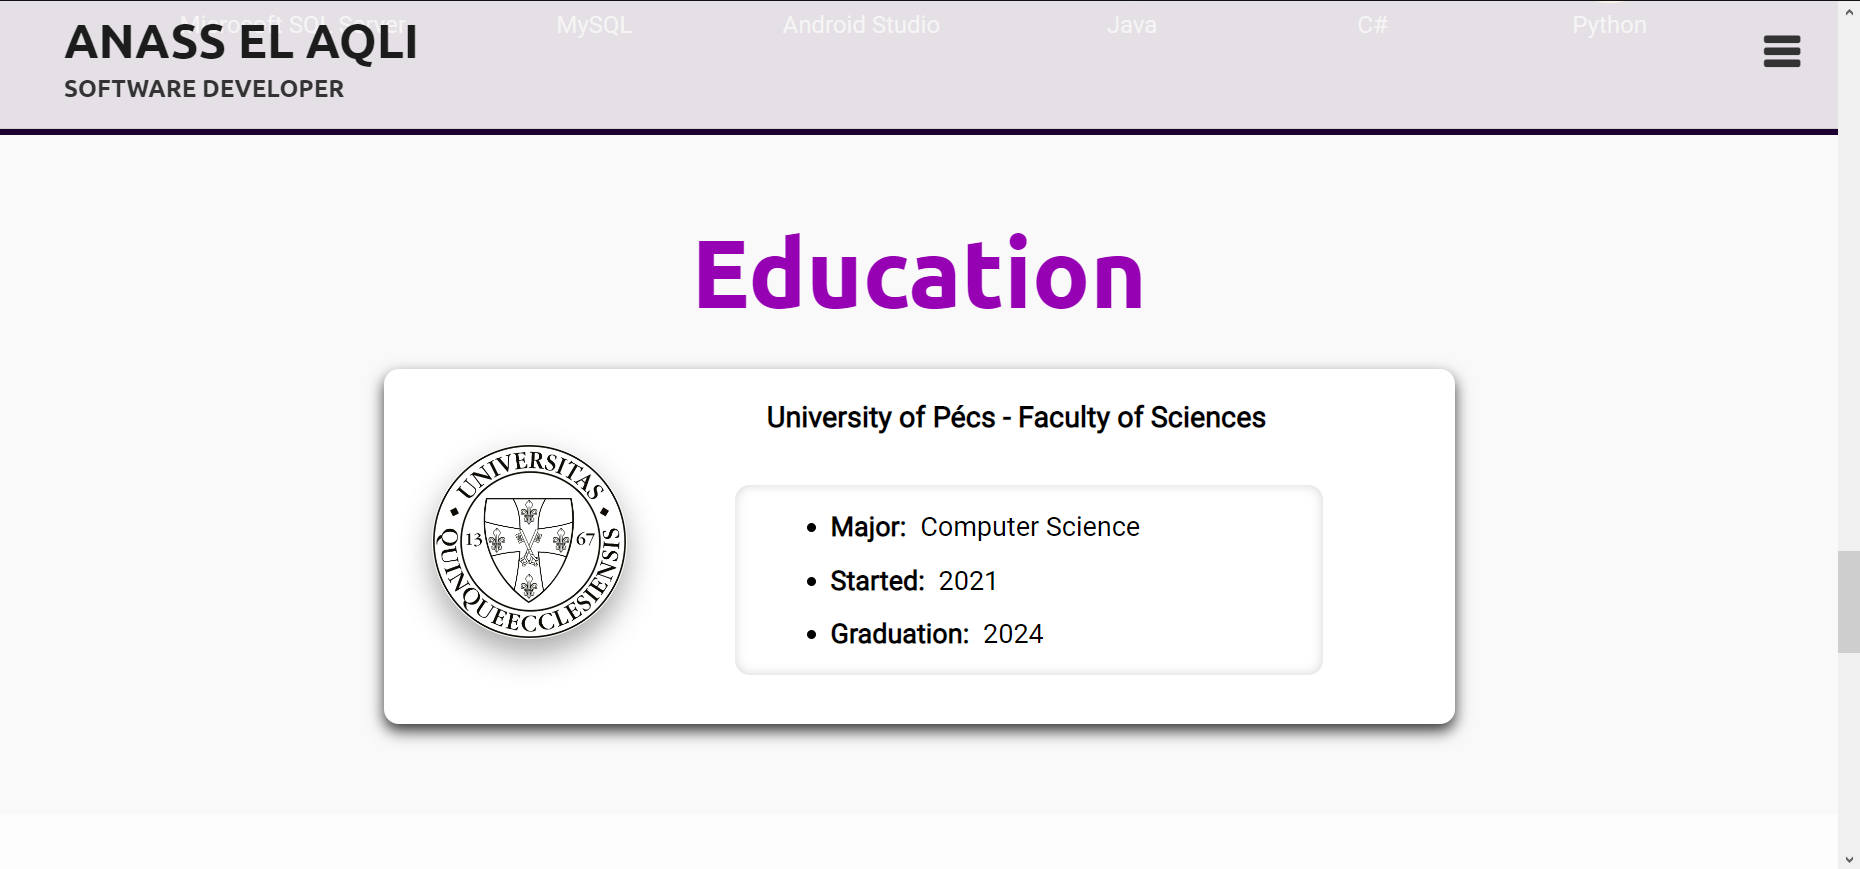 Microsoft SQL Server MySQL Android Studio Java C# Python
ANASS EL AQLI
SOFTWARE DEVELOPER
Education
University of Pécs - Faculty of Sciences
UNIVERSITAS
QUINQUEECCLESIENSIS
13 67
Major: Computer Science
Started: 2021
Graduation: 2024